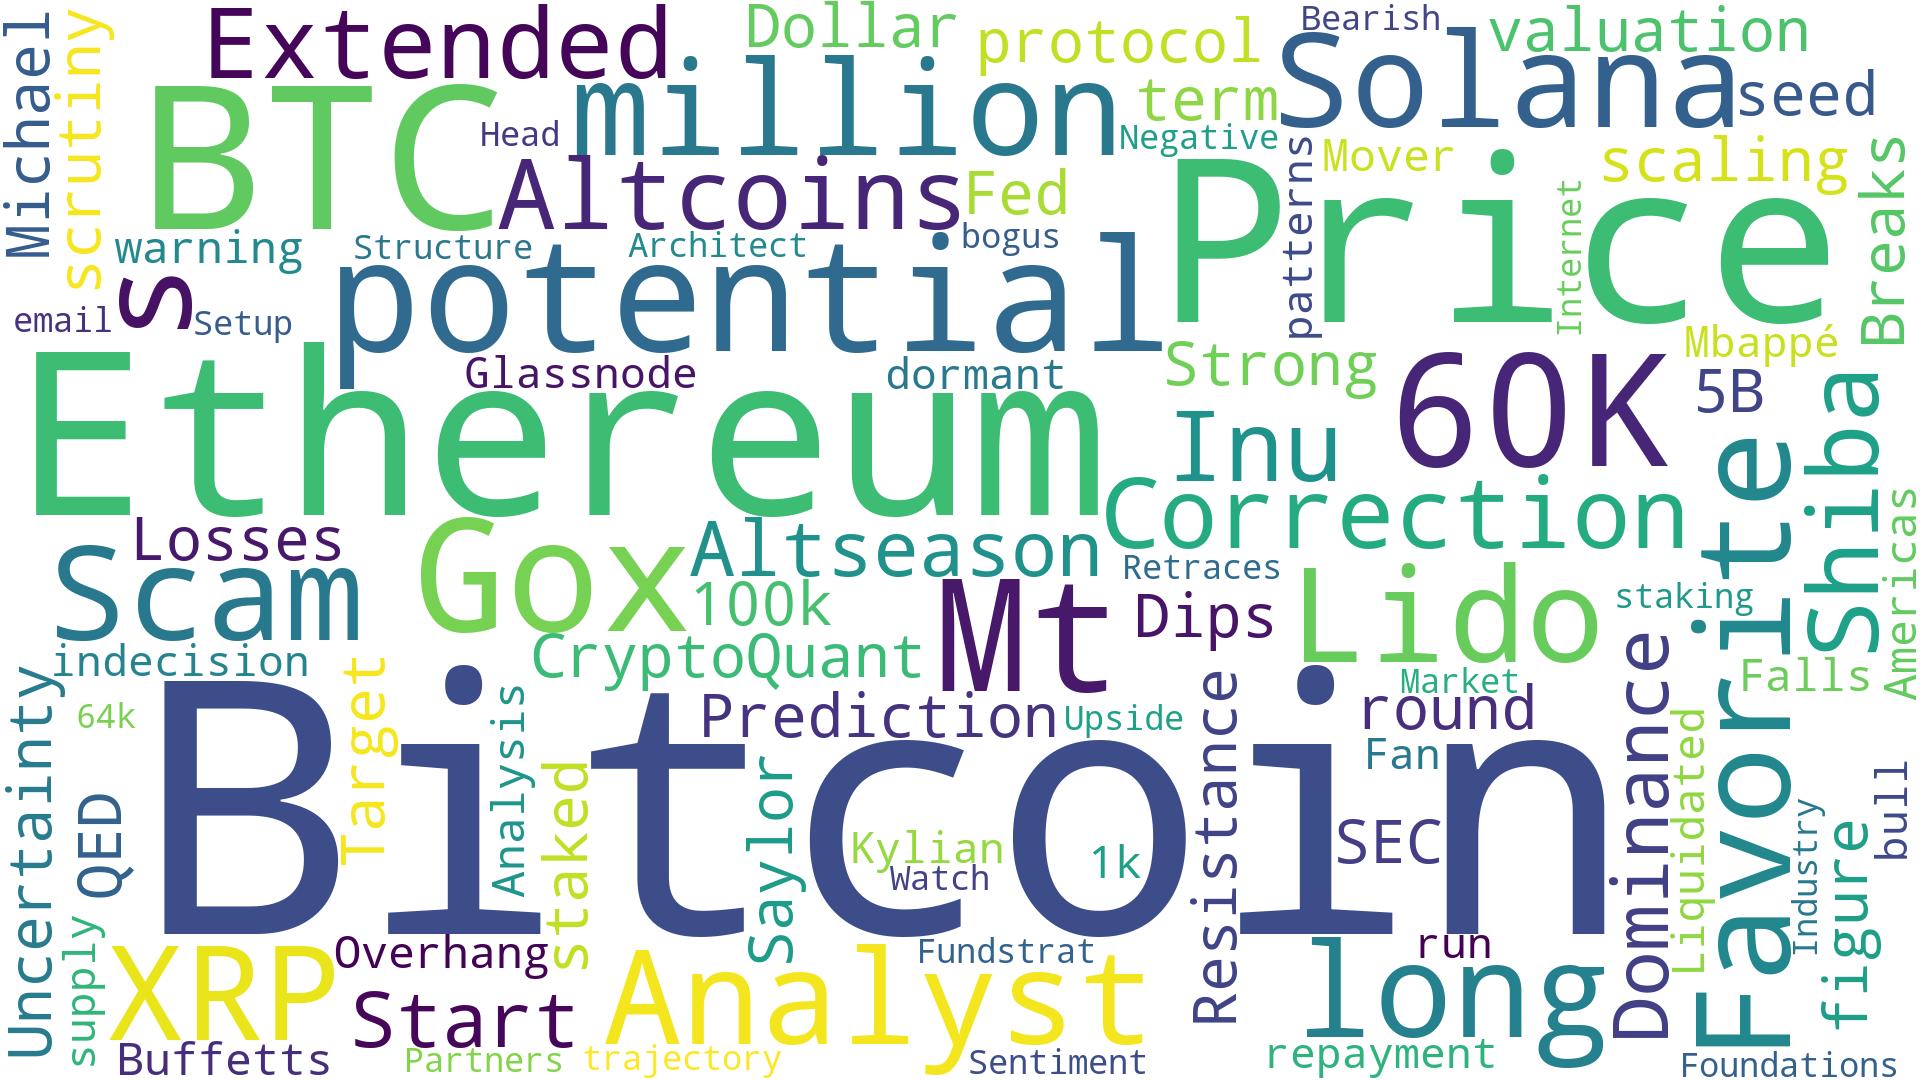 Michael
scrutiny
Extended
Dollar
protocol
Bearish
valuation
BTC
million
Solana
seed
term
Head
Negative
Altcoins
Fed
Price
patterns
Mover
Internet
scaling
Breaks
warning
Structure
Architect
bogus
s
potential
email
Setup
Mbappé
Ethereum
Glassnode
dormant
Strong
60K
5B
Shiba
Inu
Correction
Favorite
Losses
Scam
Gox
Altseason
Retraces
100k
Mt
Dips
Lido
staking
Americas
indecision
CryptoQuant
Market
Falls
Uncertainty
64k
Target
Bitcoin
Analysis
Prediction
Upside
Resistance
round
Fan
Dominance
Liquidated
bull
QED
staked
Saylor
Kylian
Watch
1k
SEC
Industry
figure
supply
XRP
Overhang
Analyst
Fundstrat
run
long
Start
Buffetts
Partners
trajectory
Sentiment
repayment
Foundations